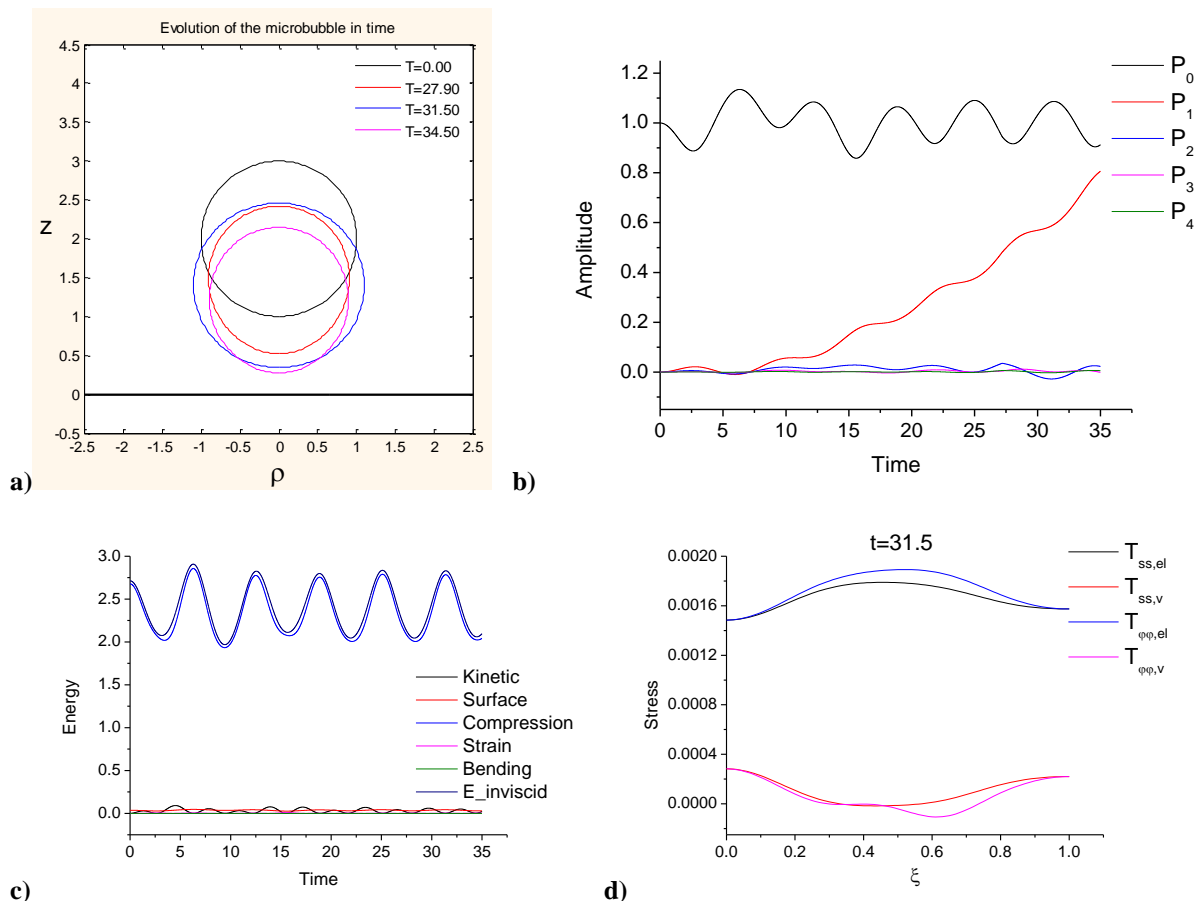 Evolution of the microbubble in time
4.5
4
3.5
3
2.5
2
1.5
1
0.5
0
-0.5
z
-2.5 -2 -1.5 -1 -0.5 0 0.5 1 1.5 2 2.5
ρ
T=0.00
T=27.90
T=31.50
T=34.50
a)
1.2
1.0
0.8
0.6
0.4
0.2
0.0
Amplitude
0 5 10 15 20 25 30 35
Time
P0
P1
P2
P3
P4
b)
3.0
2.5
2.0
1.5
1.0
0.5
0.0
Energy
0 5 10 15 20 25 30 35
Time
Kinetic
Surface
Compression
Strain
Bending
E_inviscid
c)
t=31.5
0.0020
0.0016
0.0012
0.0008
0.0004
0.0000
Stress
0.0 0.2 0.4 0.6 0.8 1.0
ξ
Tss,el
Tss,v
Tφφ,el
Tφφ,v
d)